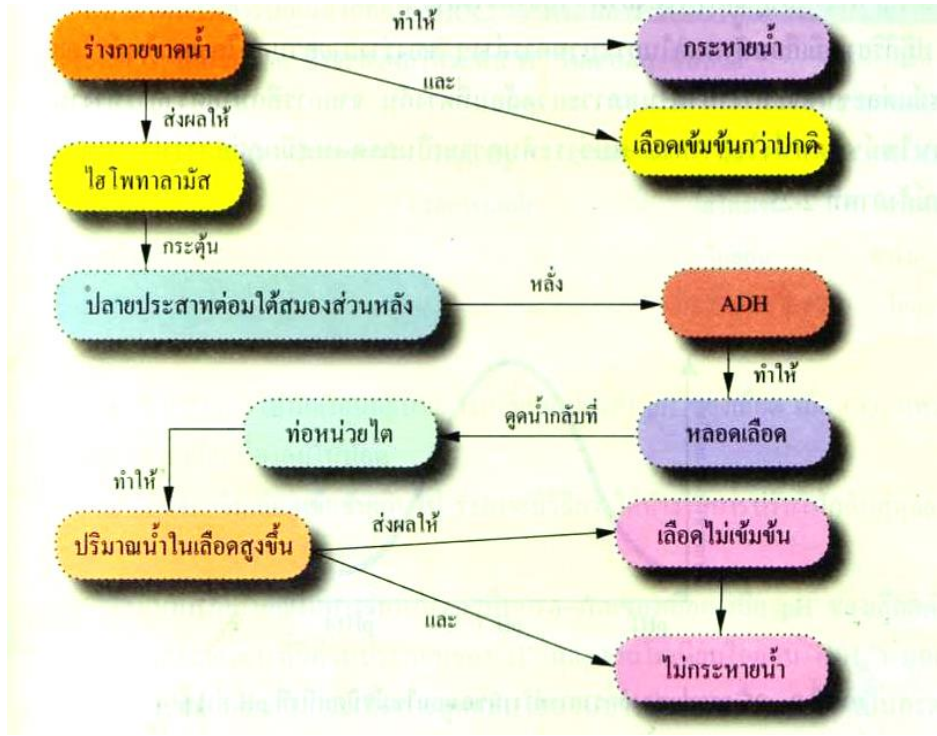 ทำให้
ร่างกายขาดน้ำ
กระหายน้ำ
และ
ส่งผลให้
เลือดเข้มข้นกว่าปกติ
ไฮโพทาลามัส
กระตุ้น
ปลายประสาทต่อมใต้สมองส่วนหลัง
หลั่ง
ADH
ทำให้
ท่อหน่วยไต
ดูดน้ำกลับที่
หลอดเลือด
ทำให้
ปริมาณน้ำในเลือดสูงขึ้น
ส่งผลให้
เลือดไม่เข้มข้น
และ
ไม่กระหายน้ำ